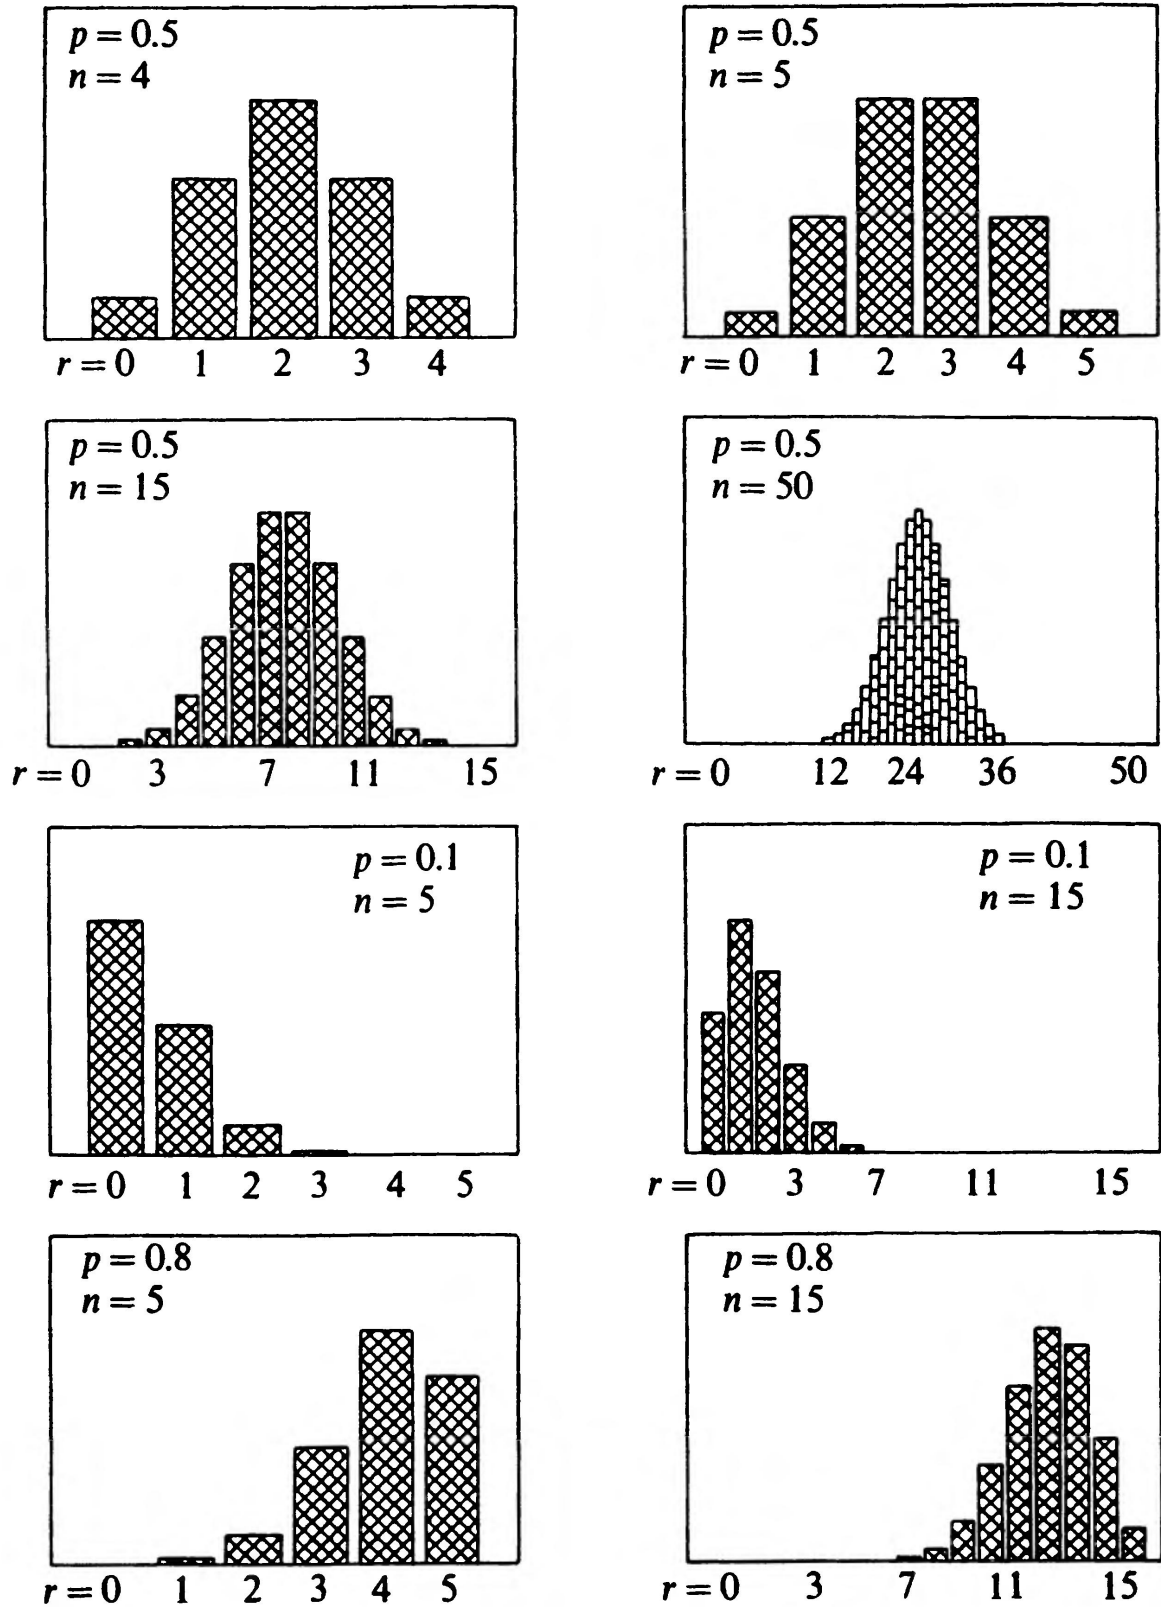 p = 0.5
n = 4
r = 0 1 2 3 4
p = 0.5
n = 5
r = 0 1 2 3 4 5
p = 0.5
n = 15
r = 0 3 7 11 15
p = 0.5
n = 50
r = 0 12 24 36 50
p = 0.1
n = 5
r = 0 1 2 3 4 5
p = 0.1
n = 15
r = 0 3 7 11 15
p = 0.8
n = 5
r = 0 1 2 3 4 5
p = 0.8
n = 15
r = 0 3 7 11 15